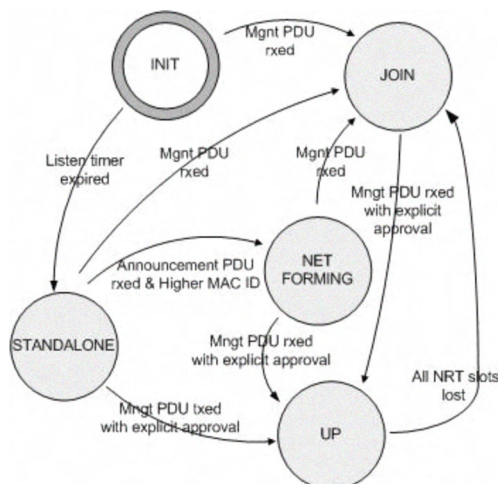 Mgnt PDU
rxed
INIT
JOIN
Listen timer
expired
Mgnt PDU
rxed
Mgnt PDU
rxed
Mngt PDU rxed
with explicit
approval
Announcement PDU
rxed & Higher MAC ID
NET
FORMING
STANDALONE
Mngt PDU rxed
with explicit approval
All NRT slots
lost
Mngt PDU txed
with explicit approval
UP